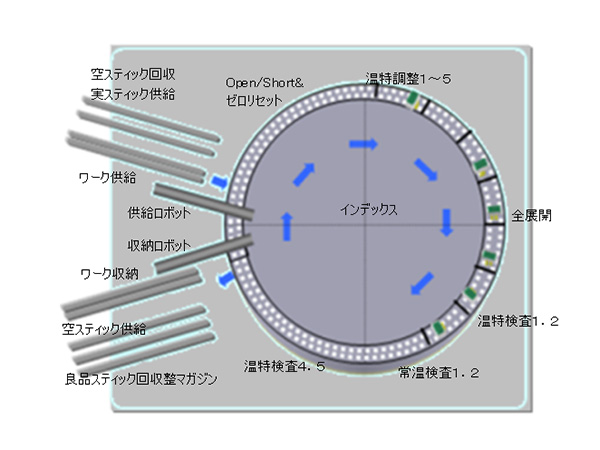 空スティック回収
実スティック供給
Open/Short&
ゼロリセット
温特調整1～5
ワーク供給
供給ロボット
インデックス
全展開
収納ロボット
ワーク収納
空スティック供給
温特検査1．2
温特検査4．5
常温検査1．2
良品スティック回収整マガジン